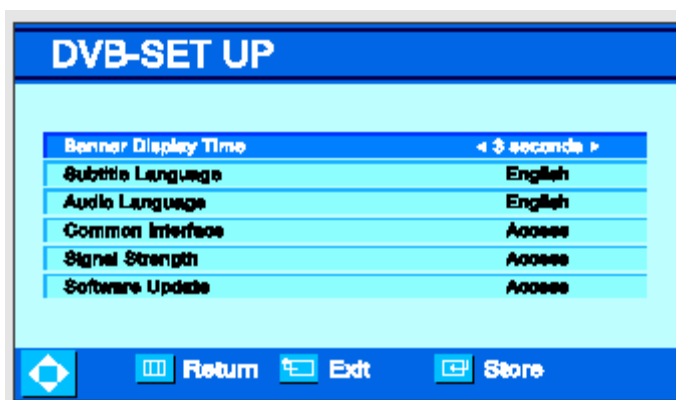 DVB-SET UP
Banner Display Time ◄ 3 seconds ►
Subtitle Language English
Audio Language English
Common Interface Access
Signal Strength Access
Software Update Access
Return Exit Store